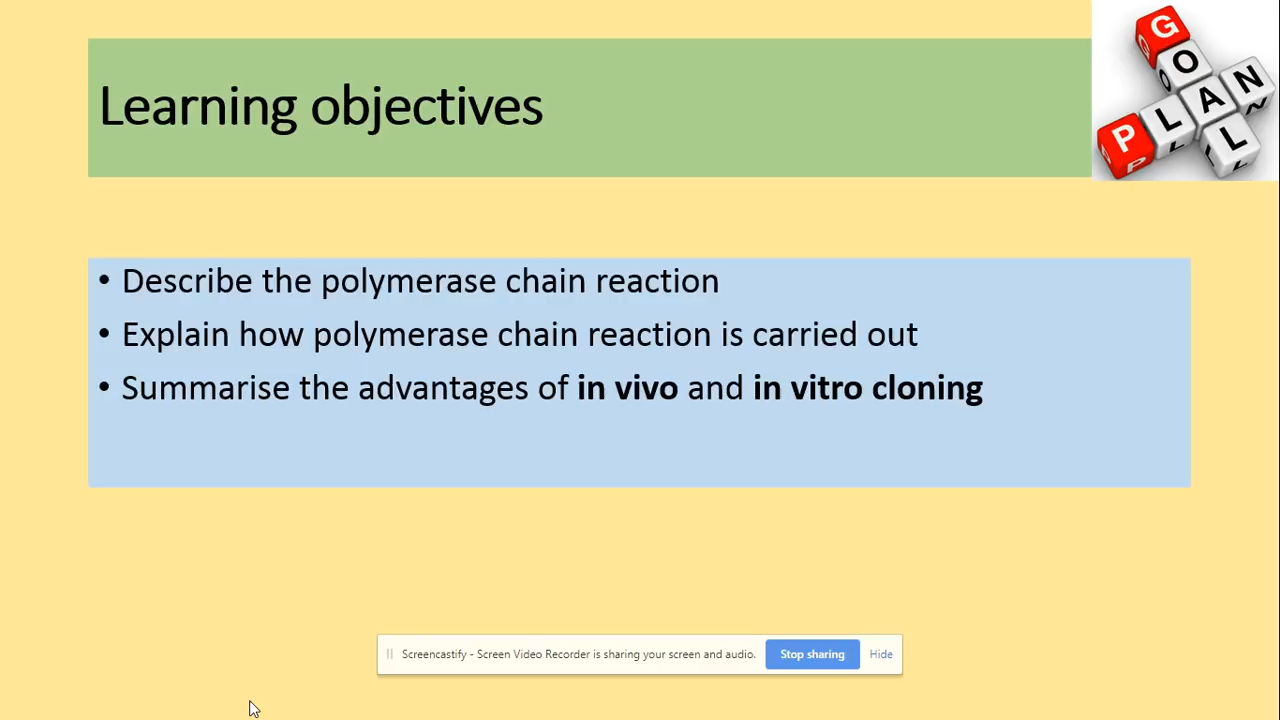 Learning objectives
GOAL
PLAN
• Describe the polymerase chain reaction
• Explain how polymerase chain reaction is carried out
• Summarise the advantages of in vivo and in vitro cloning
Screencastify - Screen Video Recorder is sharing your screen and audio.
Stop sharing
Hide